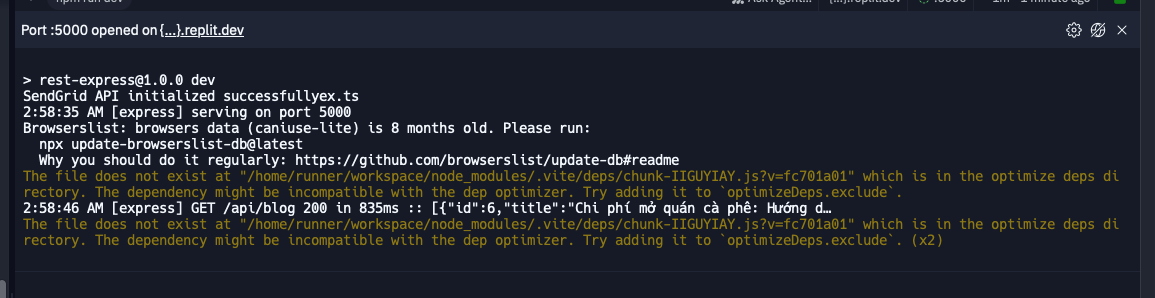 Port :5000 opened on {...}.replit.dev
> rest-express@1.0.0 dev
SendGrid API initialized successfullyex.ts
2:58:35 AM [express] serving on port 5000
Browserslist: browsers data (caniuse-lite) is 8 months old. Please run:
  npx update-browserslist-db@latest
  Why you should do it regularly: https://github.com/browserslist/update-db#readme
The file does not exist at "/home/runner/workspace/node_modules/.vite/deps/chunk-IIGUYIAY.js?v=fc701a01" which is in the optimize deps di
rectory. The dependency might be incompatible with the dep optimizer. Try adding it to `optimizeDeps.exclude`.
2:58:46 AM [express] GET /api/blog 200 in 835ms :: [{"id":6,"title":"Chi phí mở quán cà phê: Hướng d…
The file does not exist at "/home/runner/workspace/node_modules/.vite/deps/chunk-IIGUYIAY.js?v=fc701a01" which is in the optimize deps di
rectory. The dependency might be incompatible with the dep optimizer. Try adding it to `optimizeDeps.exclude`. (x2)